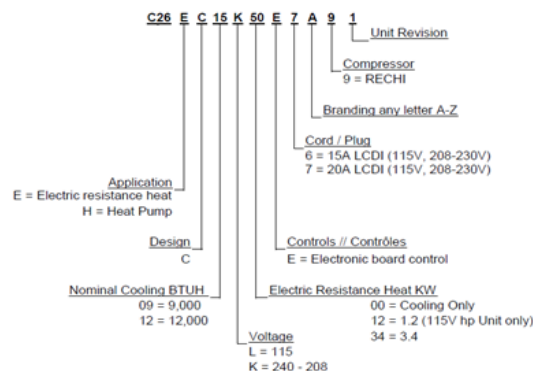 C26 E C 15 K 50 E 7 A 9 1
Unit Revision
Compressor
9 = RECHI
Branding any letter A-Z
Cord / Plug
6 = 15A LCDI (115V, 208-230V)
7 = 20A LCDI (115V, 208-230V)
Application
E = Electric resistance heat
H = Heat Pump
Design
C
Controls // Contrôles
E = Electronic board control
Nominal Cooling BTUH
09 = 9,000
12 = 12,000
Electric Resistance Heat KW
00 = Cooling Only
12 = 1.2 (115V hp Unit only)
34 = 3.4
Voltage
L = 115
K = 240 - 208